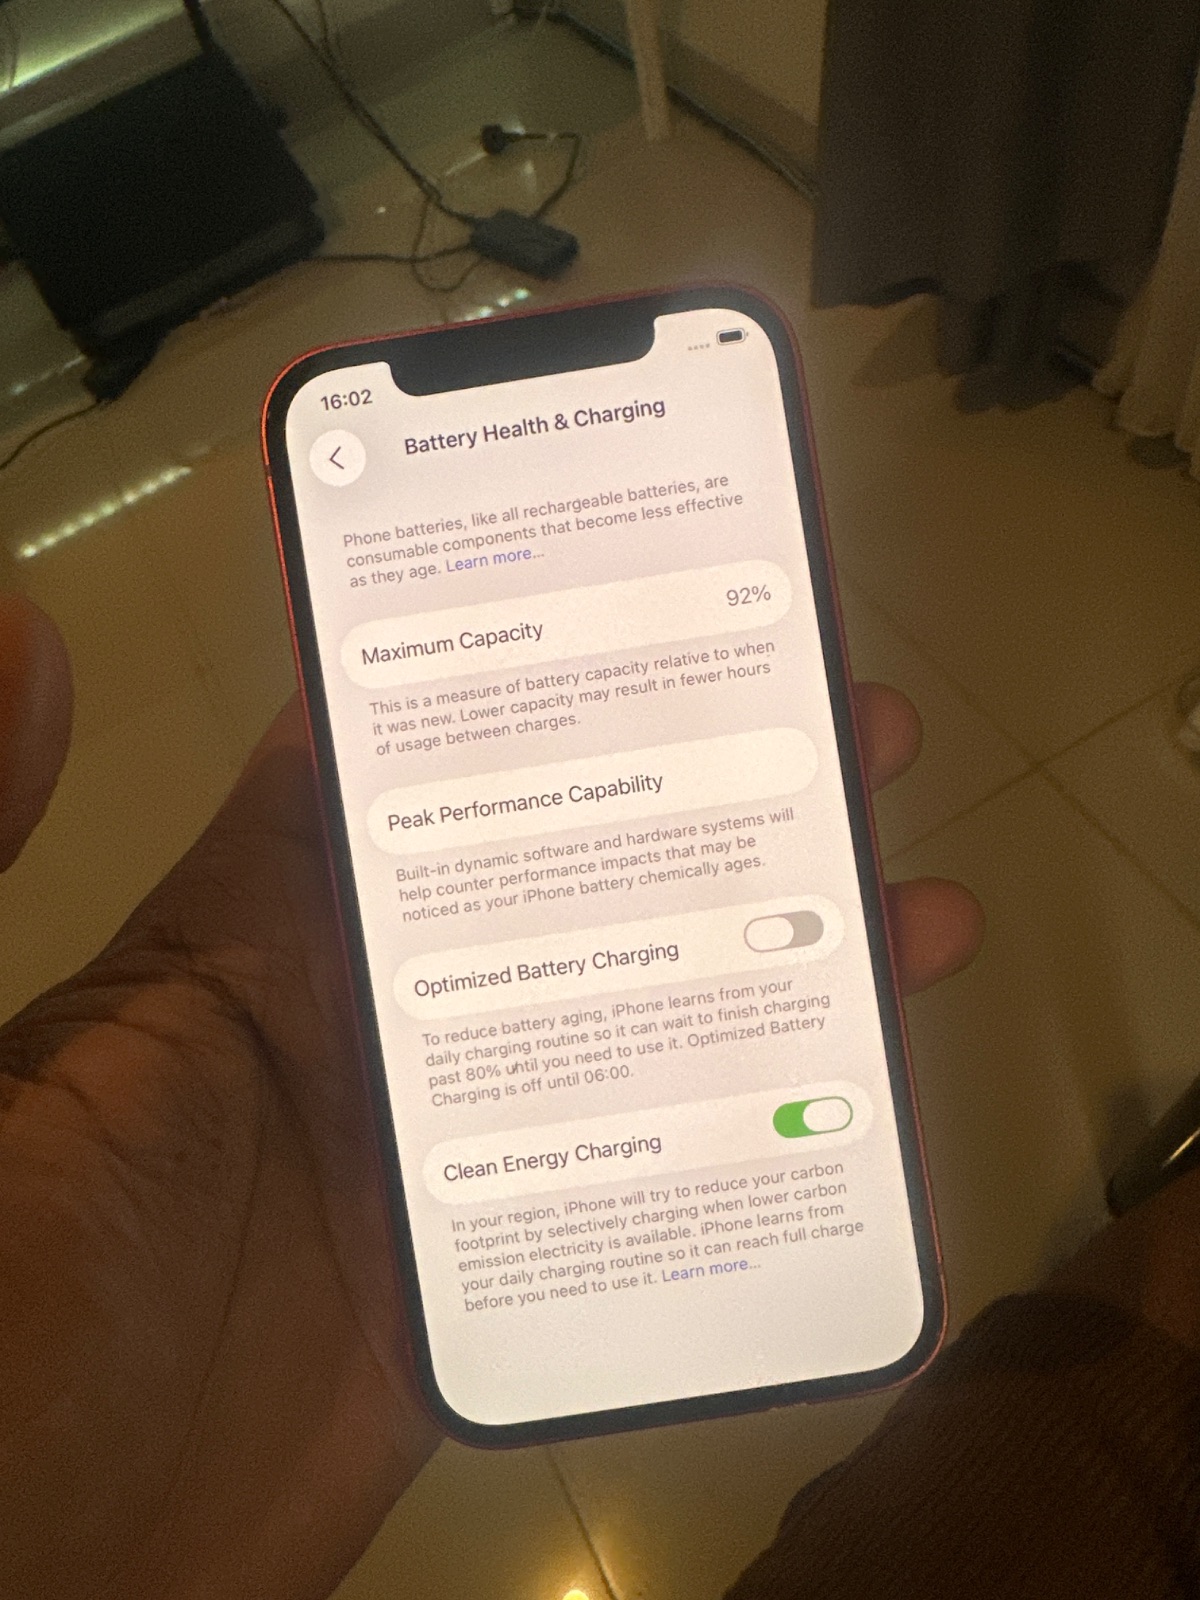 16:02
Battery Health & Charging
Phone batteries, like all rechargeable batteries, are
consumable components that become less effective
as they age. Learn more...
Maximum Capacity 92%
This is a measure of battery capacity relative to when
it was new. Lower capacity may result in fewer hours
of usage between charges.
Peak Performance Capability
Built-in dynamic software and hardware systems will
help counter performance impacts that may be
noticed as your iPhone battery chemically ages.
Optimized Battery Charging
To reduce battery aging, iPhone learns from your
daily charging routine so it can wait to finish charging
past 80% until you need to use it. Optimized Battery
Charging is off until 06:00.
Clean Energy Charging
In your region, iPhone will try to reduce your carbon
footprint by selectively charging when lower carbon
emission electricity is available. iPhone learns from
your daily charging routine so it can reach full charge
before you need to use it. Learn more...